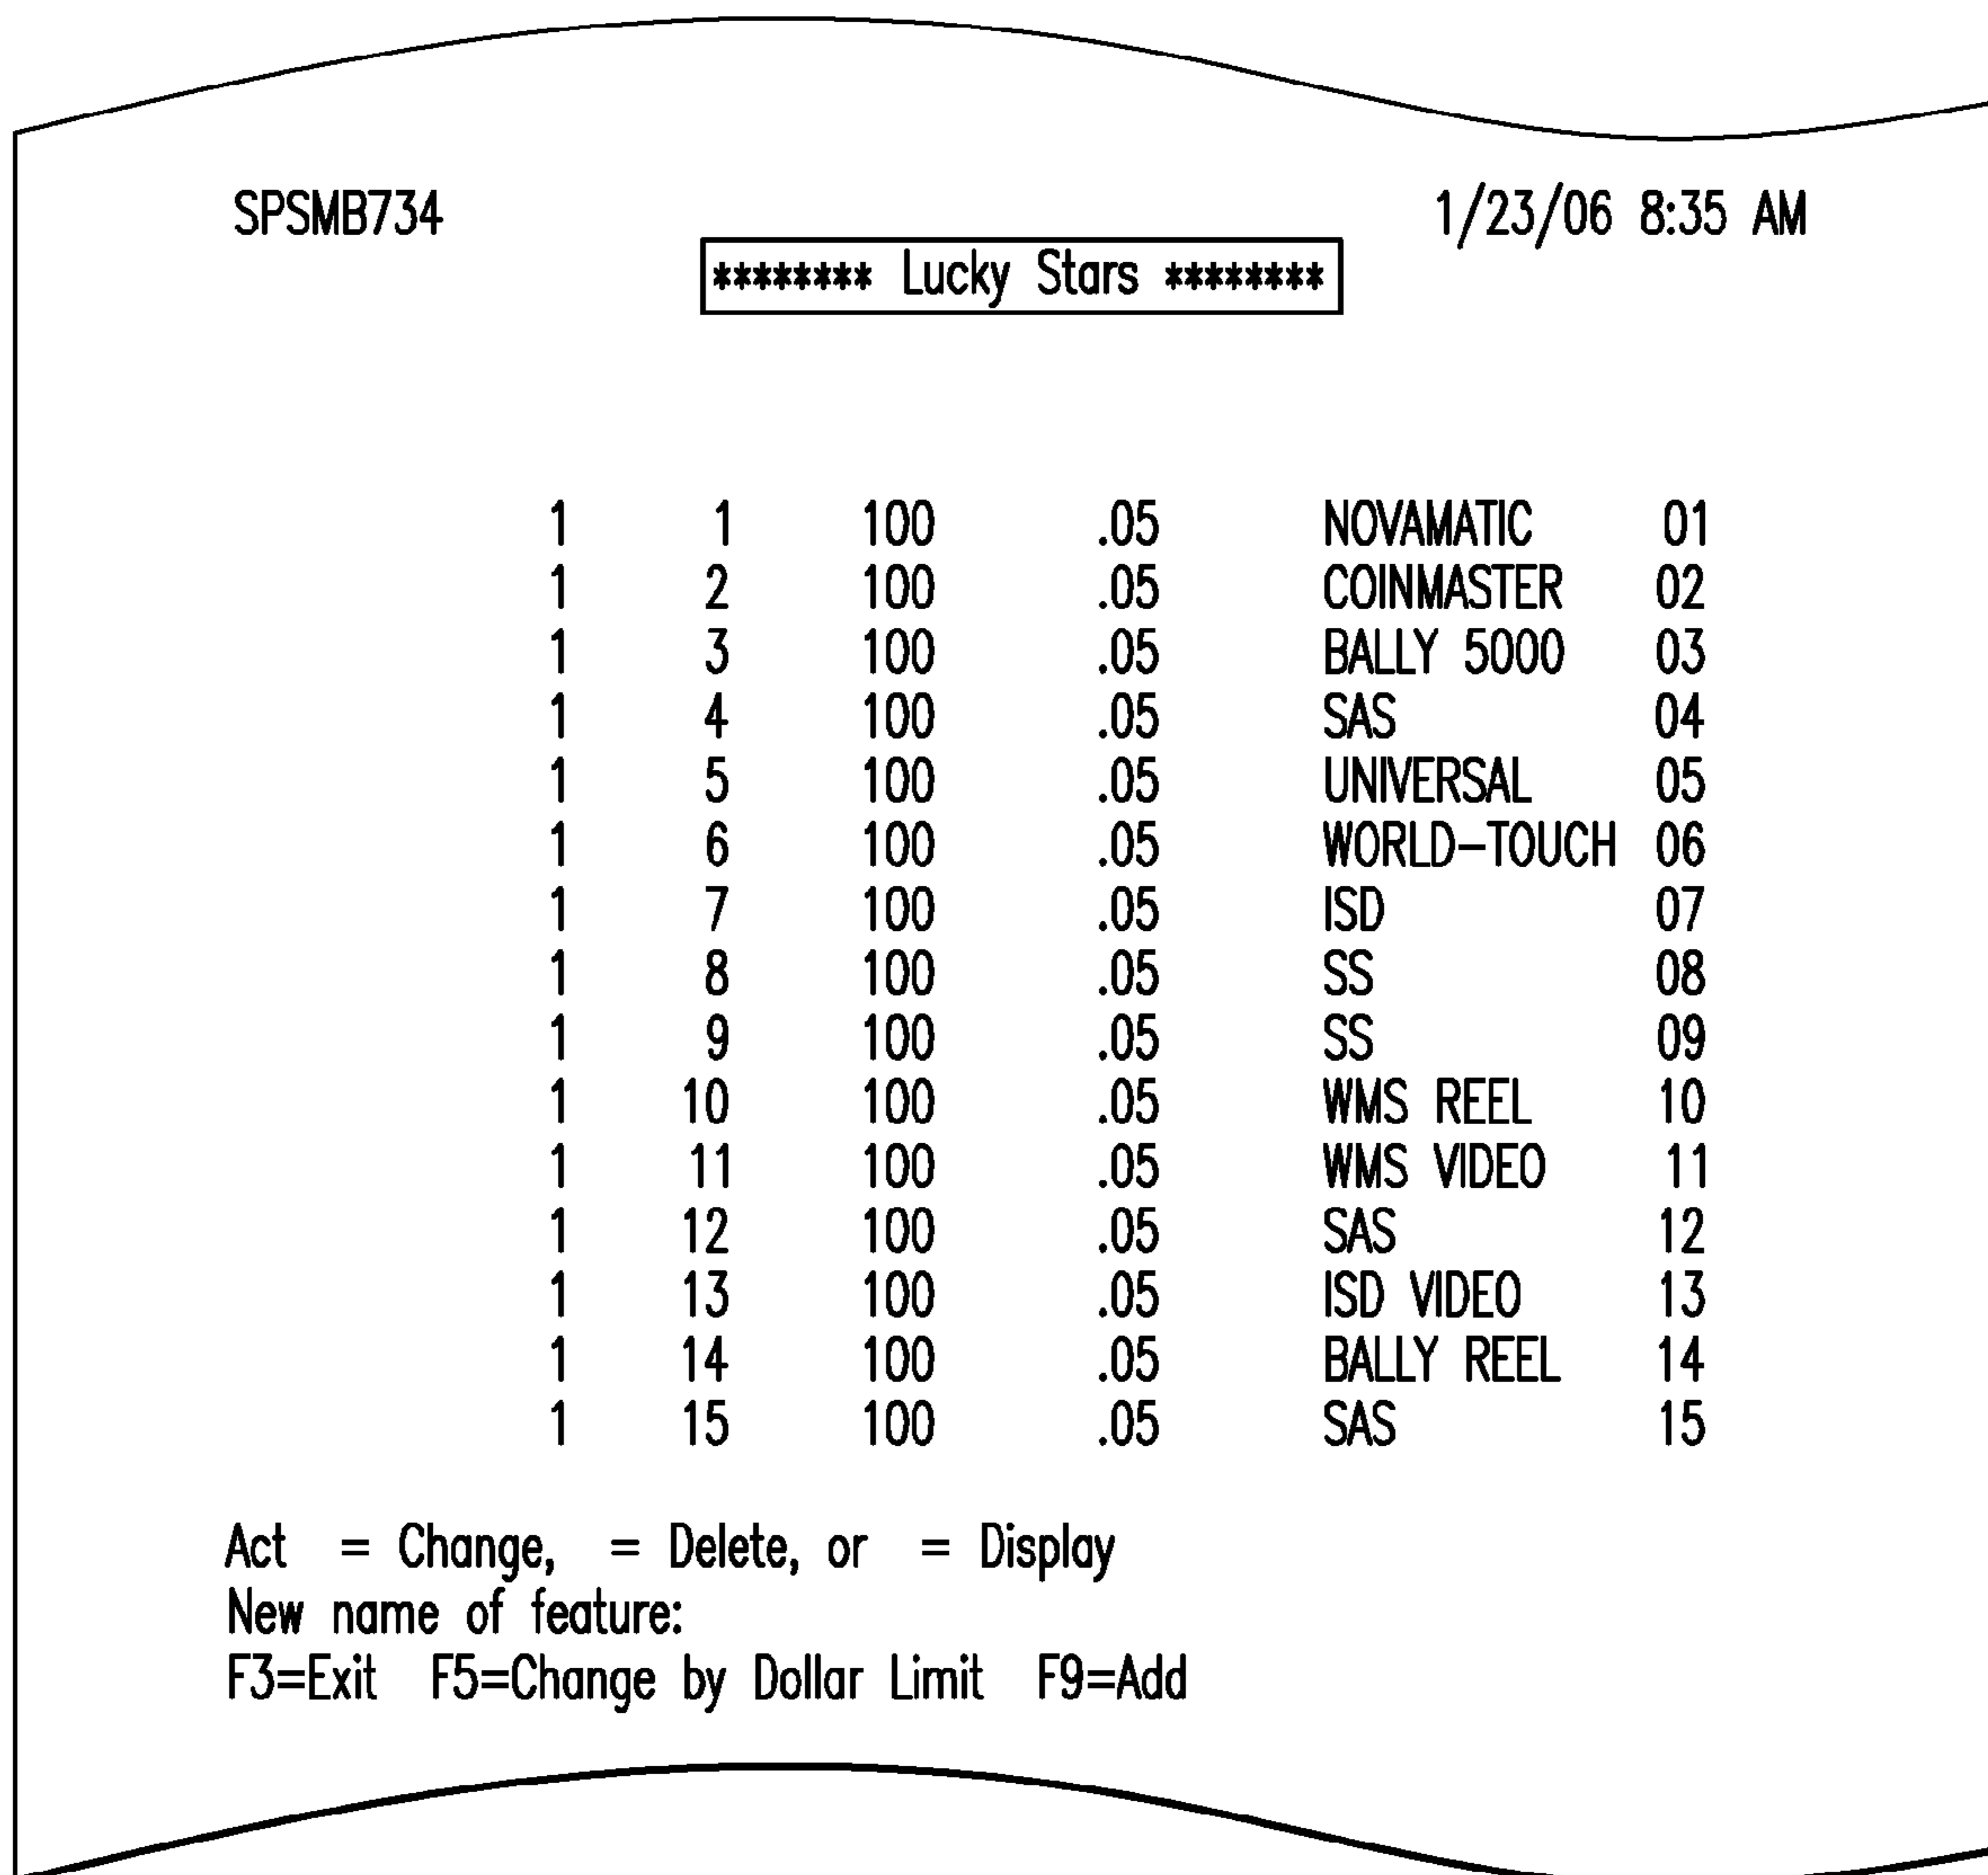 SPSMB734 1/23/06 8:35 AM
******** Lucky Stars ********
1 1 100 .05 NOVAMATIC 01
1 2 100 .05 COINMASTER 02
1 3 100 .05 BALLY 5000 03
1 4 100 .05 SAS 04
1 5 100 .05 UNIVERSAL 05
1 6 100 .05 WORLD-TOUCH 06
1 7 100 .05 ISD 07
1 8 100 .05 SS 08
1 9 100 .05 SS 09
1 10 100 .05 WMS REEL 10
1 11 100 .05 WMS VIDEO 11
1 12 100 .05 SAS 12
1 13 100 .05 ISD VIDEO 13
1 14 100 .05 BALLY REEL 14
1 15 100 .05 SAS 15
Act = Change, = Delete, or = Display
New name of feature:
F3=Exit F5=Change by Dollar Limit F9=Add